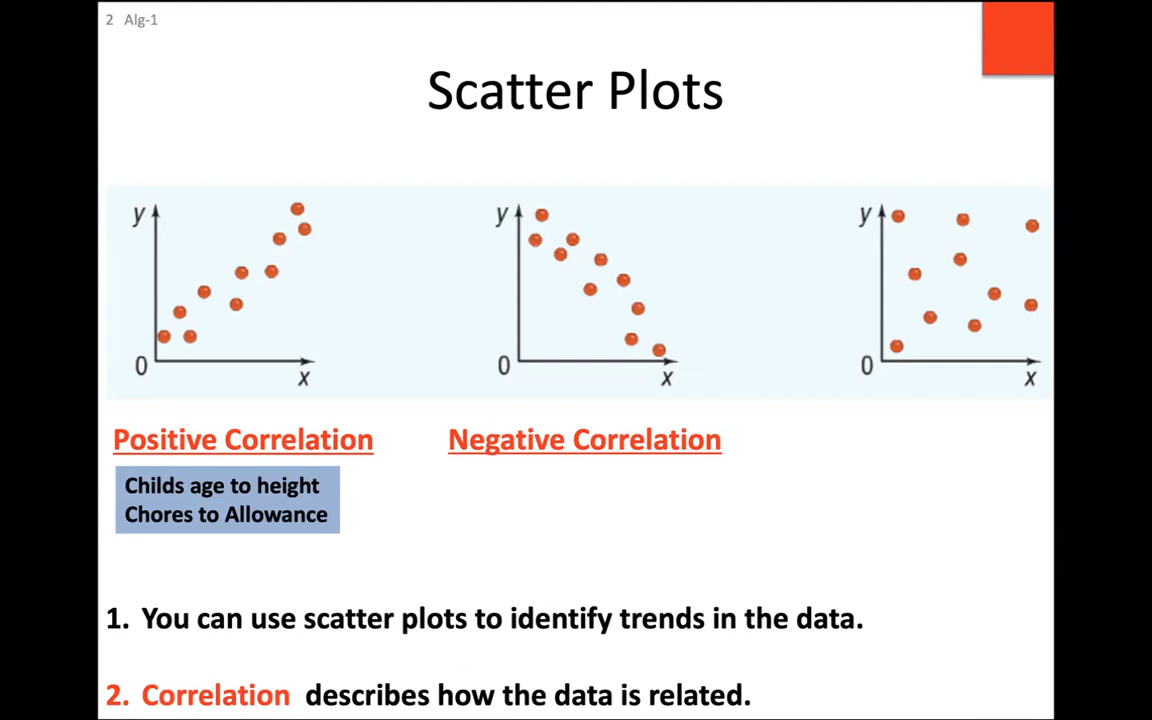 2 Alg-1
Scatter Plots
y
0
x
y
0
x
y
0
x
Positive Correlation
Negative Correlation
Childs age to height
Chores to Allowance
1. You can use scatter plots to identify trends in the data.
2. Correlation describes how the data is related.